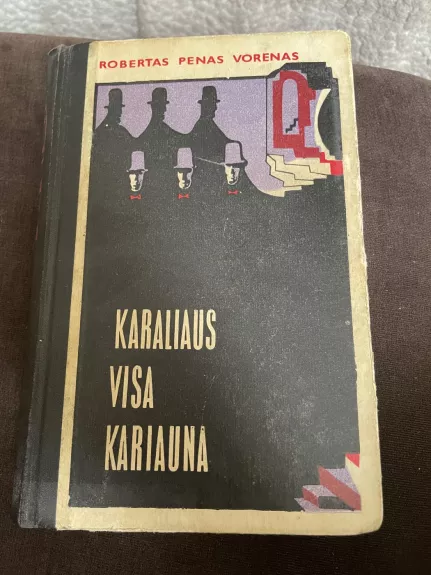 ROBERTAS PENAS VORENAS
KARALIAUS
VISA
KARIAUNA